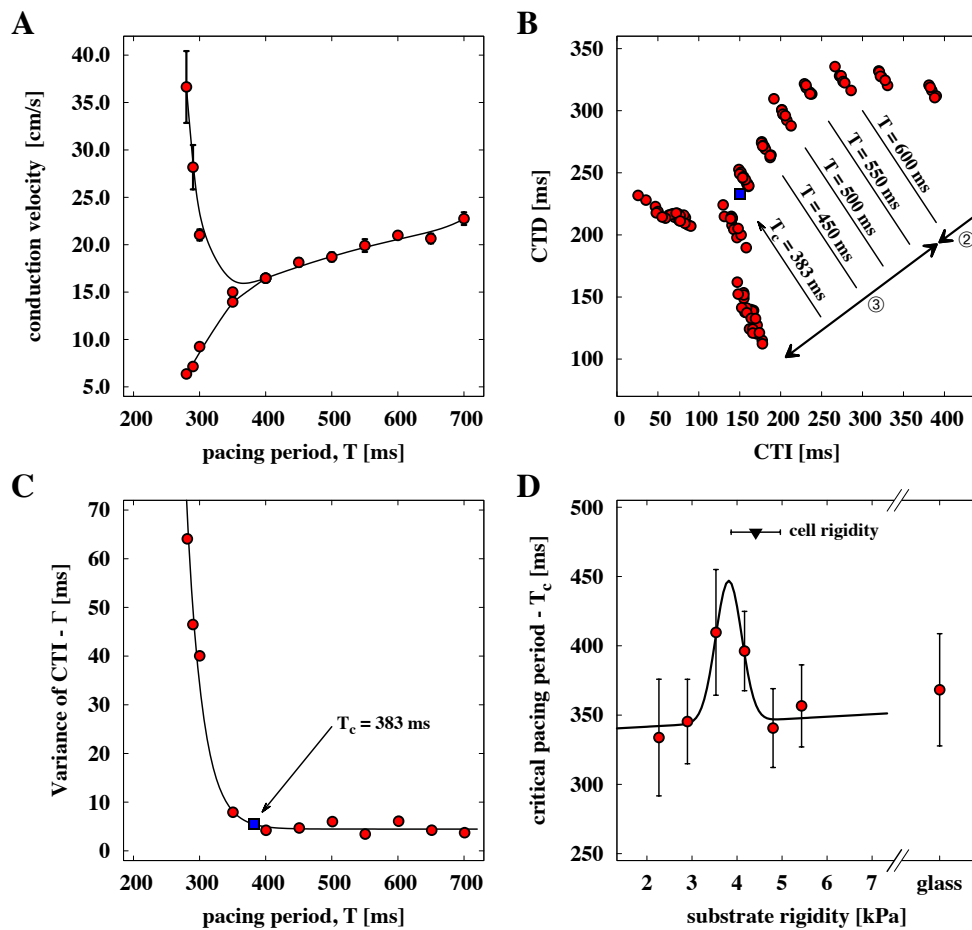 A
conduction velocity [cm/s]
40.0
35.0
30.0
25.0
20.0
15.0
10.0
5.0
200 300 400 500 600 700
pacing period, T [ms]
B
CTD [ms]
350
300
250
200
150
100
0 50 100 150 200 250 300 350 400
CTI [ms]
T = 600 ms
T = 550 ms
T = 500 ms
T = 450 ms
T_c = 383 ms
②
③
C
Variance of CTI - Γ [ms]
70
60
50
40
30
20
10
0
T_c = 383 ms
200 300 400 500 600 700
pacing period, T [ms]
D
critical pacing period - T_c [ms]
500
450
400
350
300
250
cell rigidity
2 3 4 5 6 7 glass
substrate rigidity [kPa]